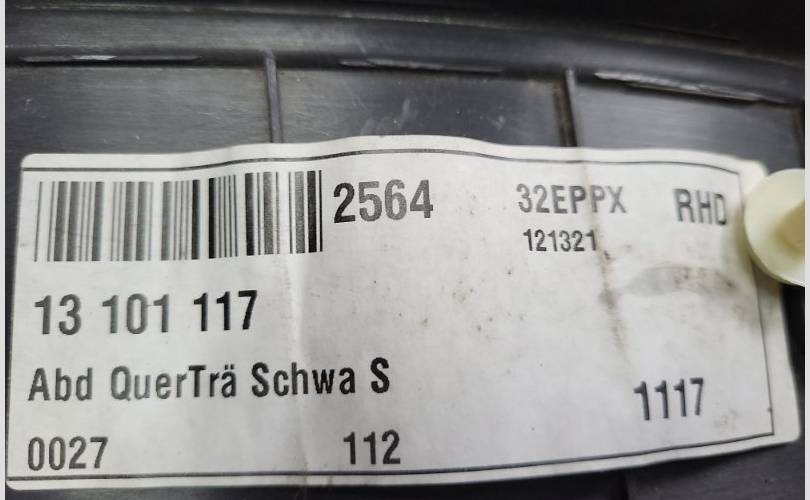 2564 32EPPX RHD
121321
13 101 117
Abd QuerTrä Schwa S
1117
0027 112